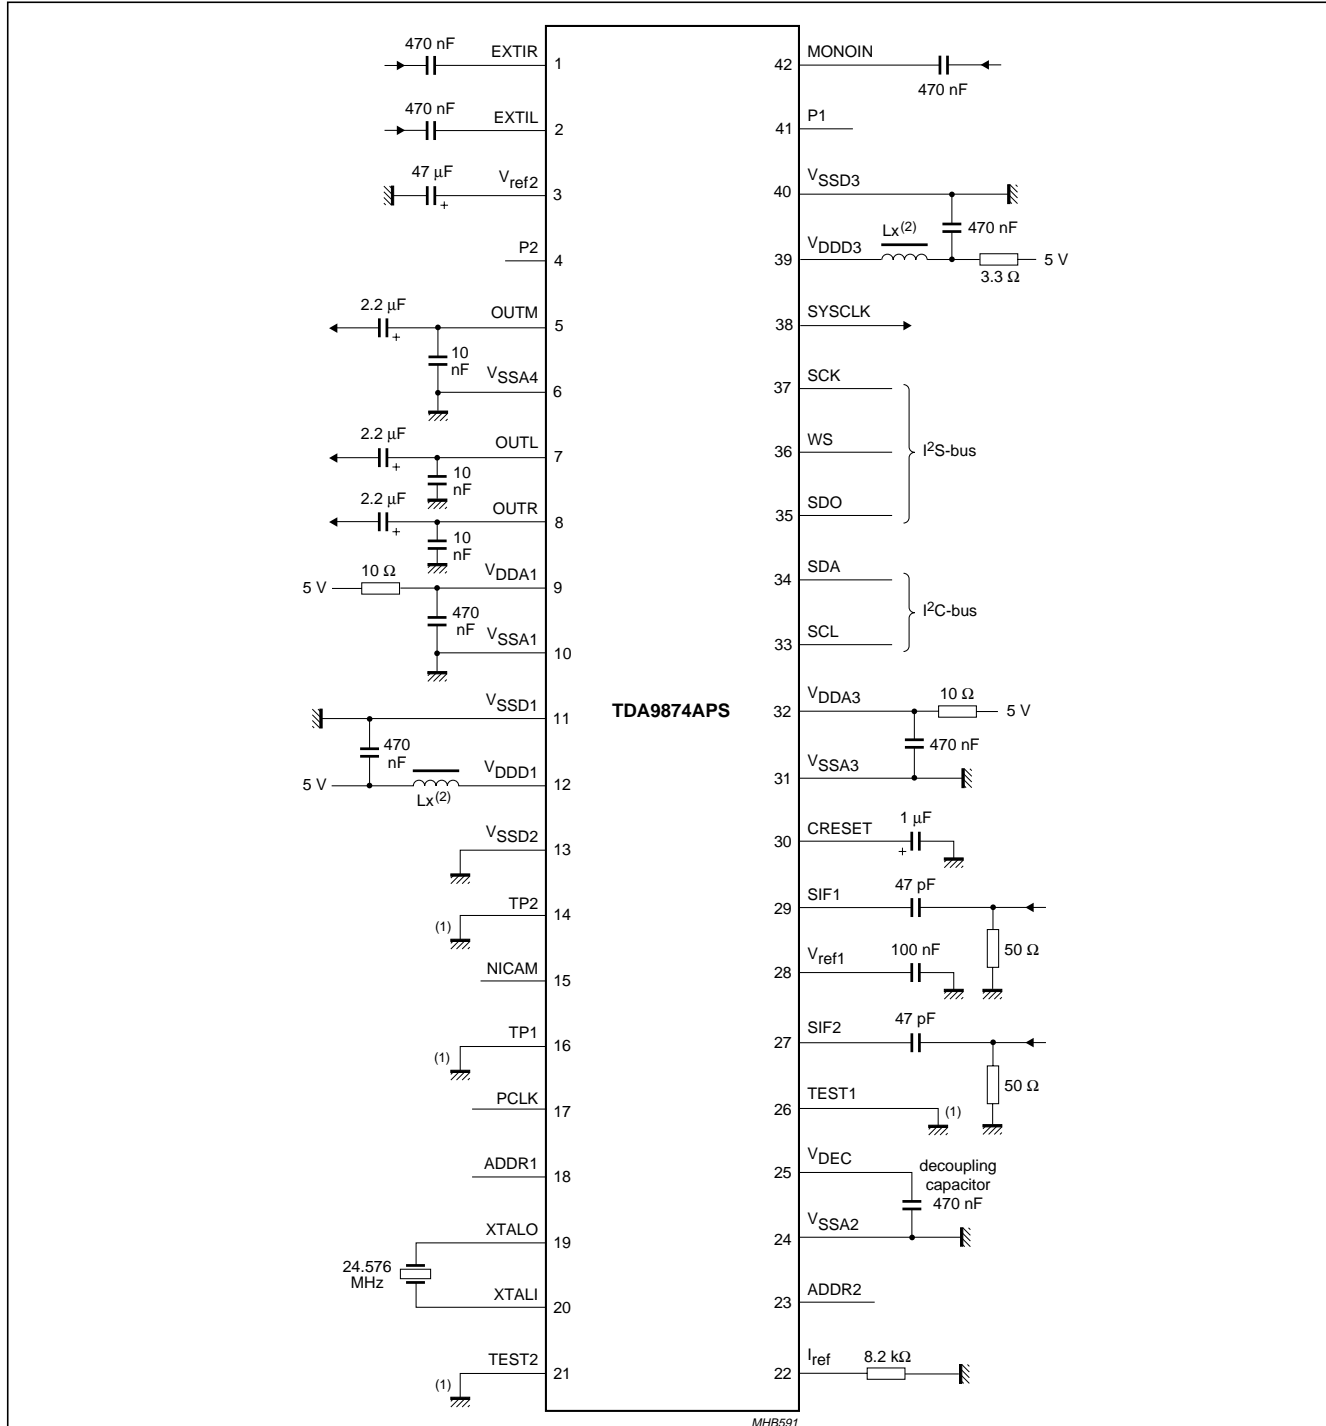 470 nF
EXTIR
1
470 nF
EXTIL
2
47 μF
+
Vref2
3
P2
4
2.2 μF
+
OUTM
5
10
nF
VSSA4
6
2.2 μF
+
OUTL
7
10
nF
2.2 μF
+
OUTR
8
10
nF
5 V
10 Ω
VDDA1
9
470
nF
VSSA1
10
VSSD1
11
470
nF
5 V
Lx(2)
VDDD1
12
VSSD2
13
TP2
14
(1)
NICAM
15
TP1
16
(1)
PCLK
17
ADDR1
18
XTALO
19
24.576
MHz
XTALI
20
TEST2
21
(1)
TDA9874APS
42
MONOIN
470 nF
41
P1
40
VSSD3
470 nF
39
VDDD3
Lx(2)
3.3 Ω
5 V
38
SYSCLK
37
SCK
36
WS
I2S-bus
35
SDO
34
SDA
I2C-bus
33
SCL
32
VDDA3
10 Ω
5 V
470 nF
31
VSSA3
30
CRESET
1 μF
+
29
SIF1
47 pF
50 Ω
28
Vref1
100 nF
27
SIF2
47 pF
50 Ω
26
TEST1
(1)
25
VDEC
decoupling
capacitor
470 nF
24
VSSA2
23
ADDR2
22
Iref
8.2 kΩ
MHB591